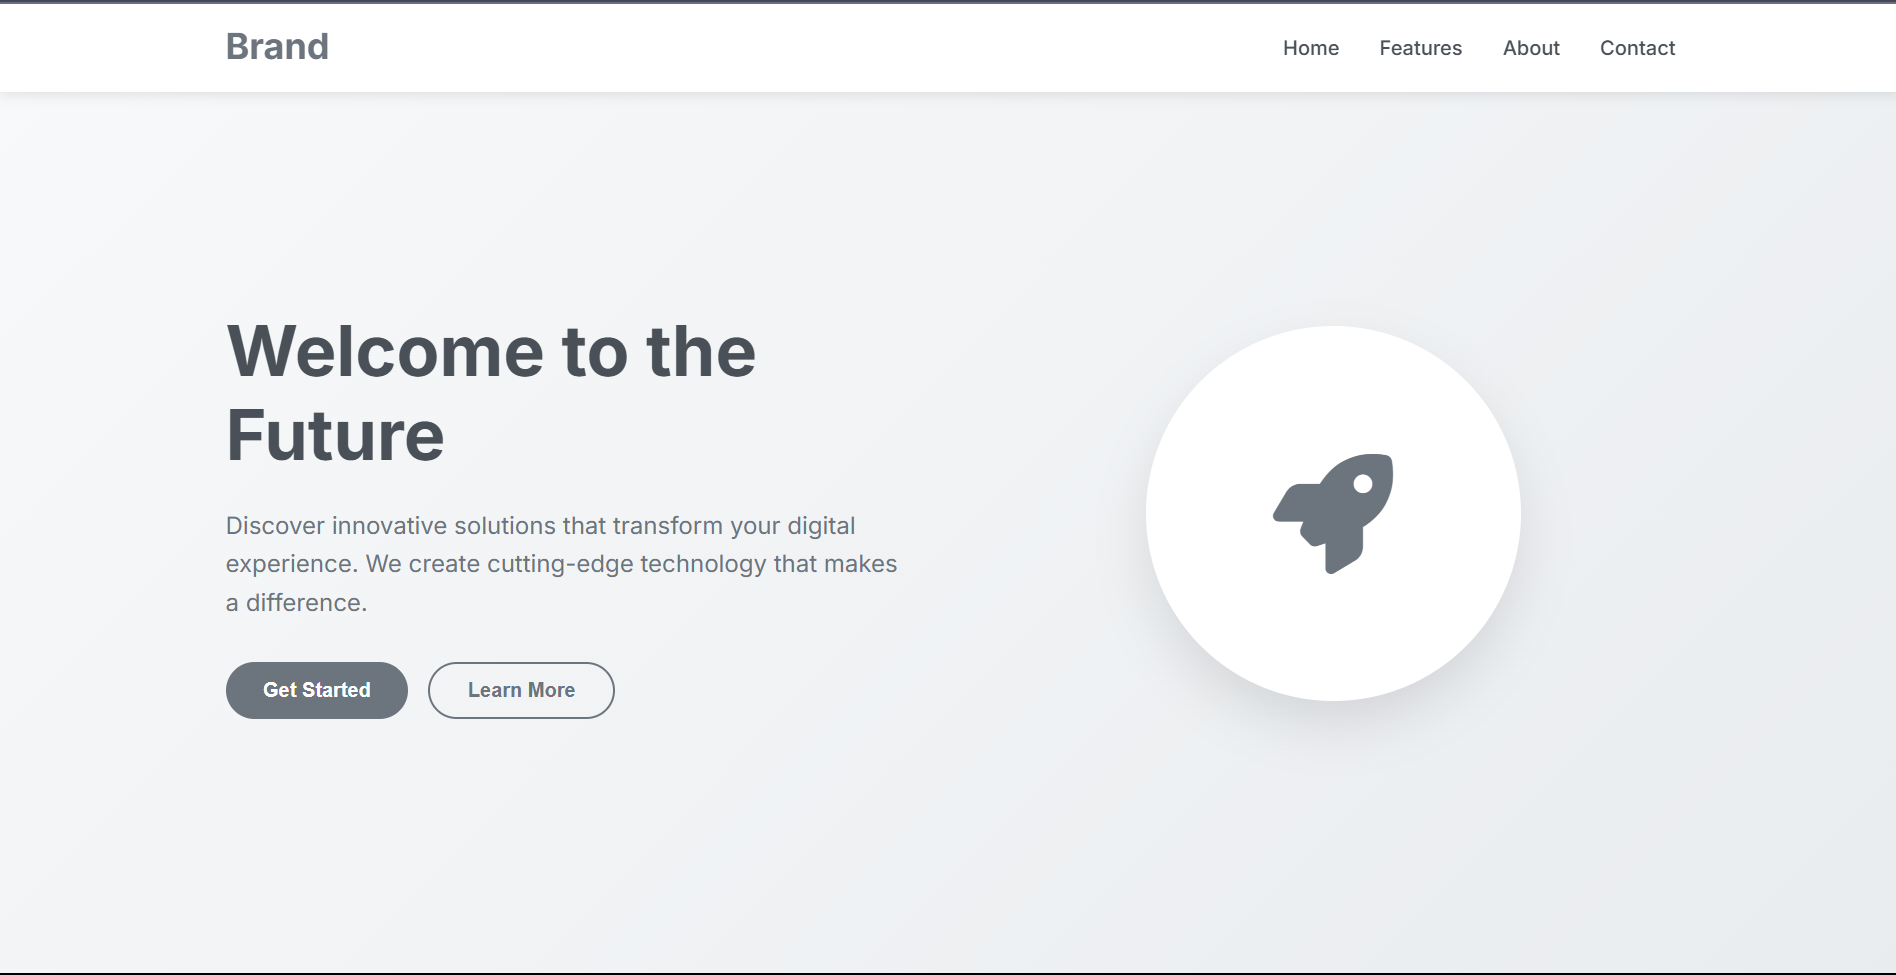 Brand
Home Features About Contact
Welcome to the
Future
Discover innovative solutions that transform your digital
experience. We create cutting-edge technology that makes
a difference.
Get Started Learn More